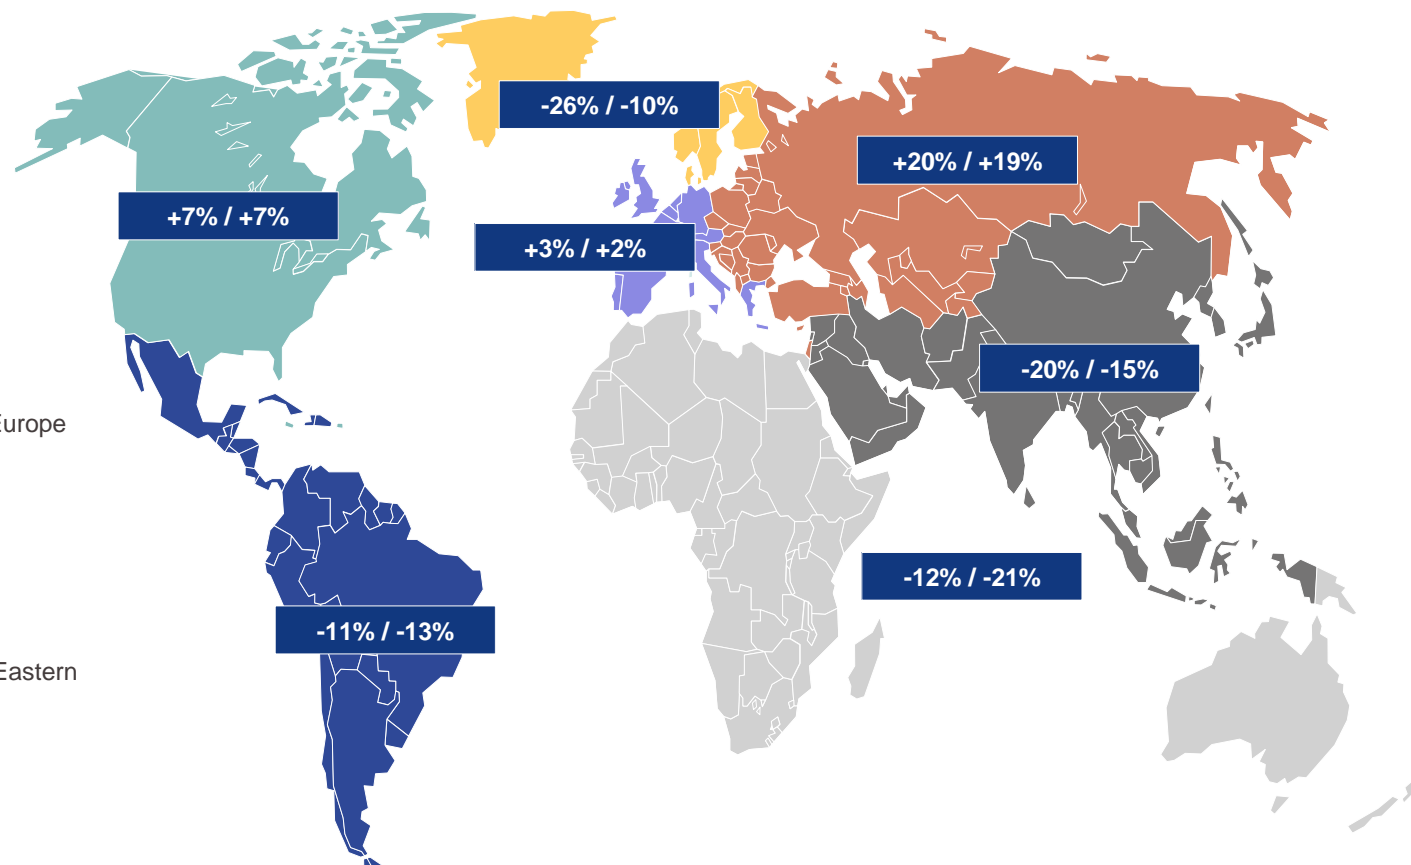 -26% / -10%
+20% / +19%
+7% / +7%
+3% / +2%
-20% / -15%
Europe
-12% / -21%
-11% / -13%
Eastern